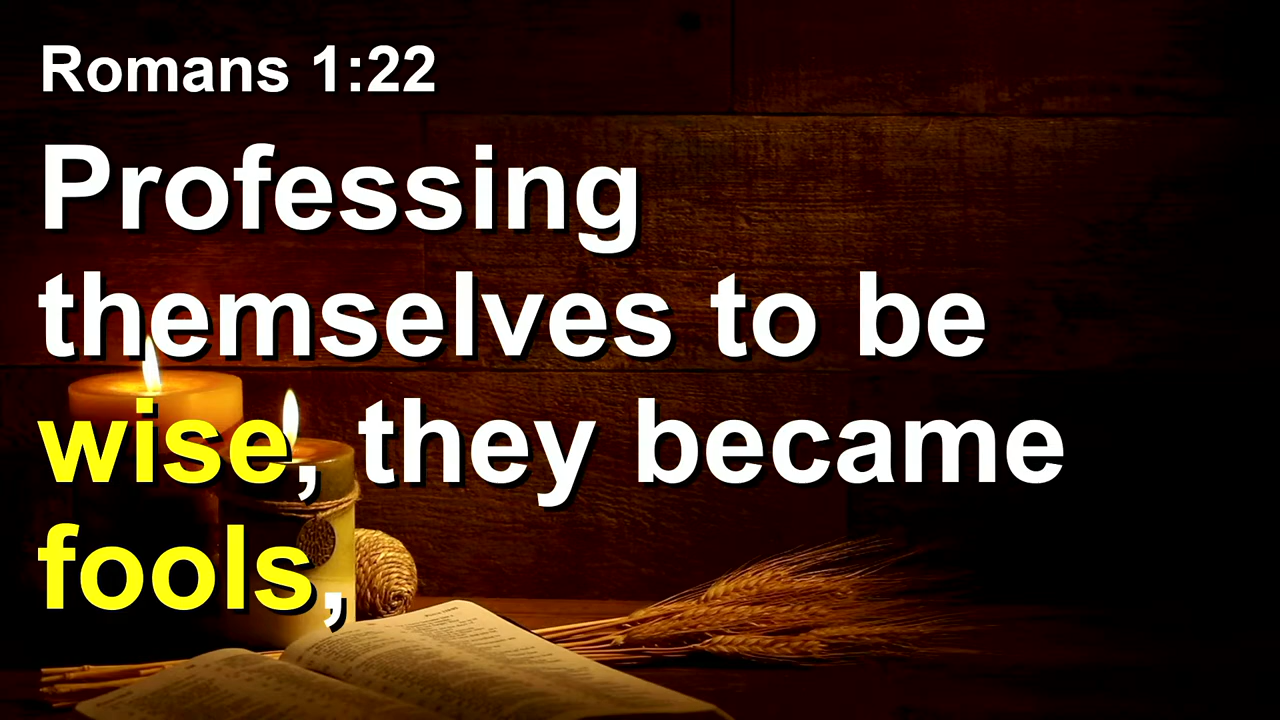 Romans 1:22
Professing
themselves to be
wise, they became
fools,